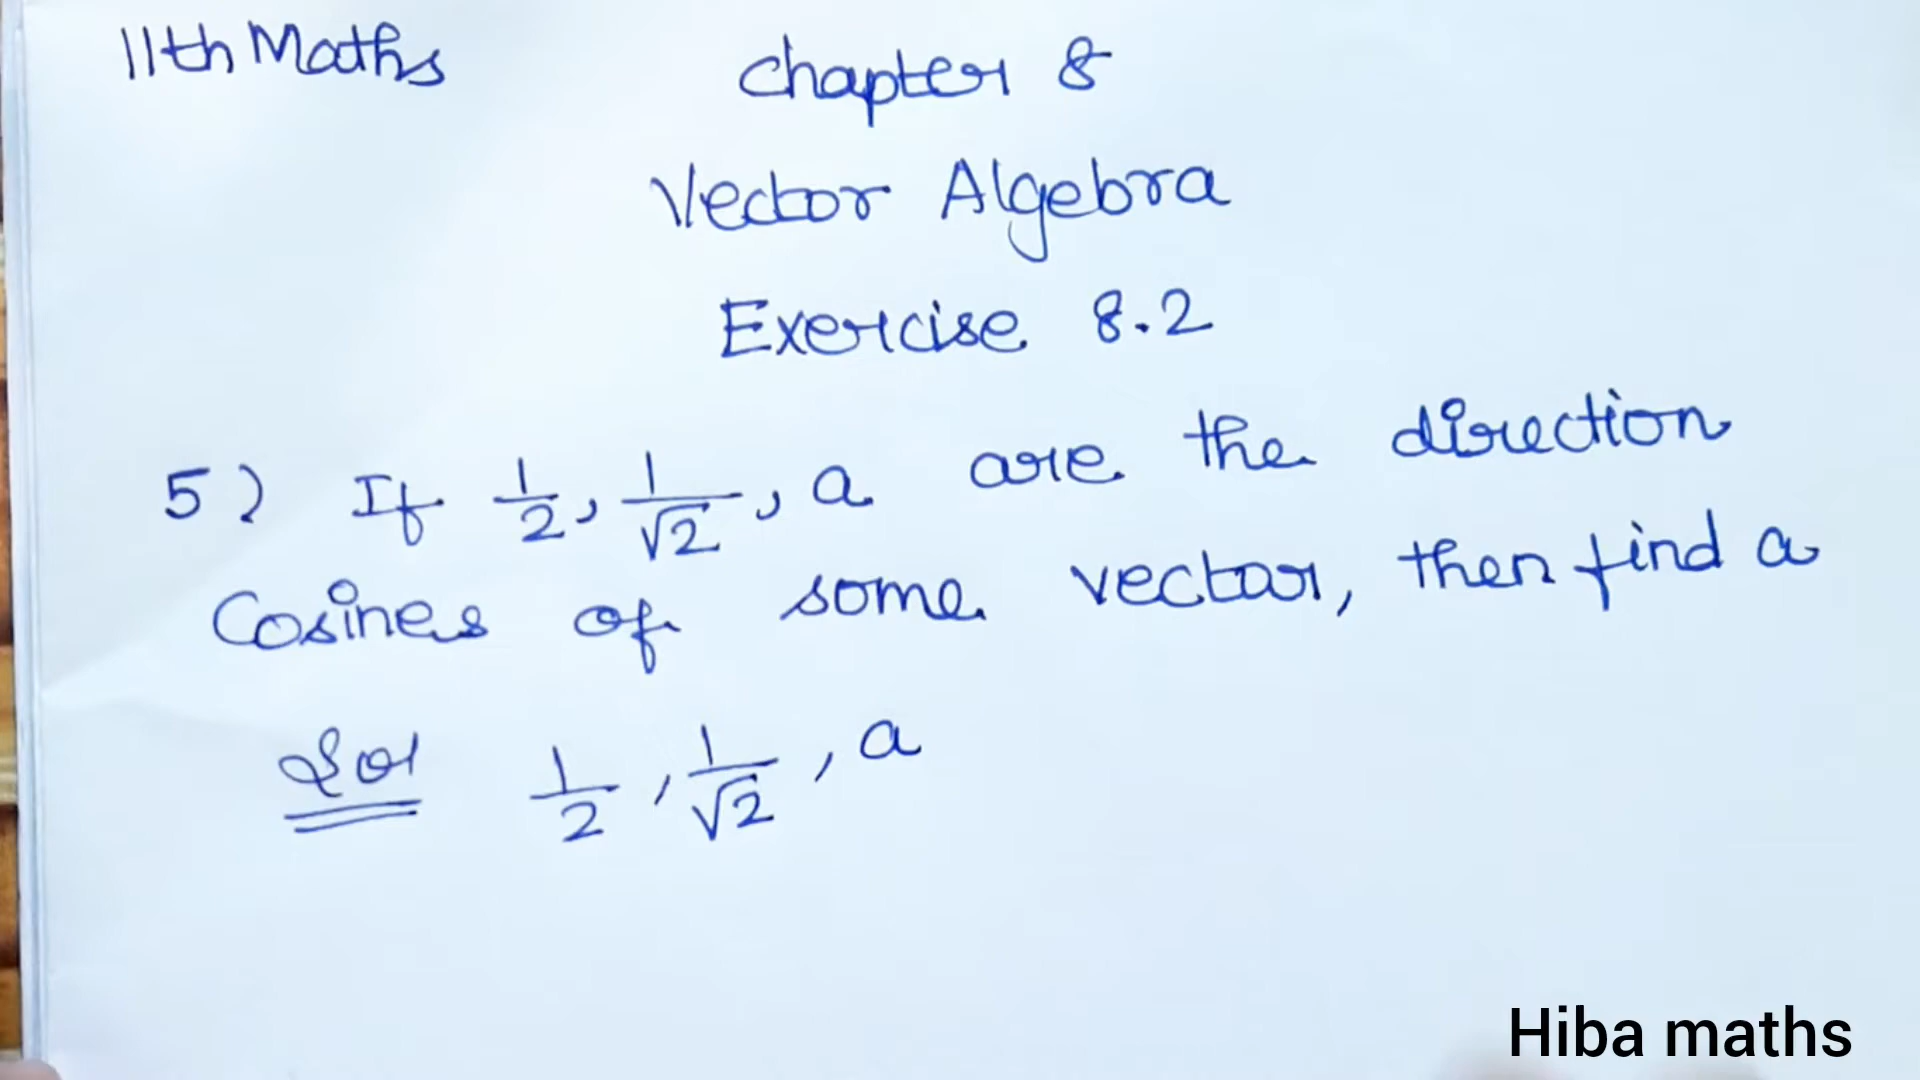 11th Maths
Chapter 8
Vector Algebra
Exercise 8.2
5) If 1/2, 1/√2, a are the direction
Cosines of some vector, then find a
Sol 1/2, 1/√2, a
Hiba maths